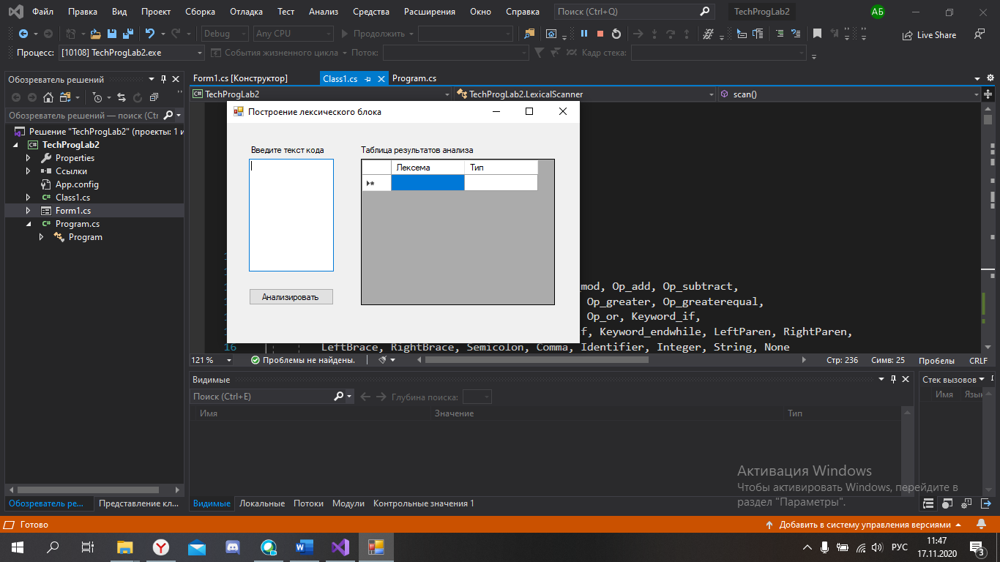 Файл Правка Вид Проект Сборка Отладка Тест Анализ Средства Расширения Окно Справка Поиск (Ctrl+Q) TechProgLab2 АБ
Debug Any CPU Продолжить Live Share
Процесс: [10108] TechProgLab2.exe События жизненного цикла Поток: Кадр стека:
Обозреватель решений
Обозреватель решений — поиск (Ctr
Решение "TechProgLab2" (проекты: 1 и
C# TechProgLab2
Properties
Ссылки
App.config
C# Class1.cs
Form1.cs
C# Program.cs
Program
Обозреватель ре... Представление кл...
Form1.cs [Конструктор] Class1.cs Program.cs
C# TechProgLab2 TechProgLab2.LexicalScanner scan()
Построение лексического блока
Введите текст кода Таблица результатов анализа
Лексема Тип
Анализировать
_mod, Op_add, Op_subtract,
Op_greater, Op_greaterequal,
Op_or, Keyword_if,
f, Keyword_endwhile, LeftParen, RightParen,
16 LeftBrace, RightBrace, Semicolon, Comma, Identifier, Integer, String, None
121 % Проблемы не найдены. Стр: 236 Симв: 25 Пробелы CRLF
Видимые
Поиск (Ctrl+E) Глубина поиска:
Имя Значение Тип
Видимые Локальные Потоки Модули Контрольные значения 1
Стек вызовов
Имя Язы
Активация Windows
Чтобы активировать Windows, перейдите в
раздел "Параметры".
Готово Добавить в систему управления версиями
РУС 11:47
17.11.2020 3